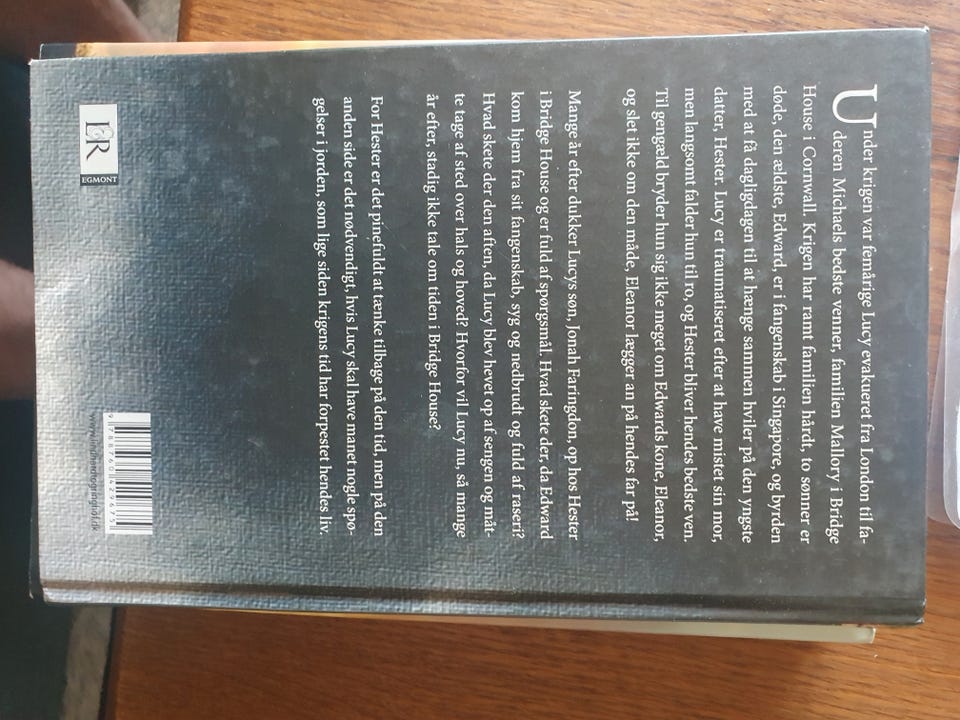 Under krigen var femårige Lucy evakueret fra London til fa-
deren Michaels bedste venner, familien Mallory i Bridge
House i Cornwall. Krigen har ramt familien hårdt, to sønner er
døde, den ældste, Edward, er i fangenskab i Singapore, og byrden
med at få dagligdagen til at hænge sammen hviler på den yngste
datter, Hester. Lucy er traumatiseret efter at have mistet sin mor,
men langsomt falder hun til ro, og Hester bliver hendes bedste ven.
Til gengæld bryder hun sig ikke meget om Edwards kone, Eleanor,
og slet ikke om den måde, Eleanor lægger an på hendes far på!
Mange år efter dukker Lucys søn, Jonah Faringdon, op hos Hester
i Bridge House og er fuld af spørgsmål. Hvad skete der, da Edward
kom hjem fra sit fangenskab, syg og nedbrudt og fuld af raseri?
Hvad skete der den aften, da Lucy blev hevet op af sengen og måt-
te tage af sted over hals og hoved? Hvorfor vil Lucy nu, så mange
år efter, stadig ikke tale om tiden i Bridge House?
For Hester er det pinefuldt at tænke tilbage på den tid, men på den
anden side er det nødvendigt, hvis Lucy skal have manet nogle spø-
gelser i jorden, som lige siden krigens tid har forpestet hendes liv.
L&R
EGMONT
www.lindhardtogringhof.dk